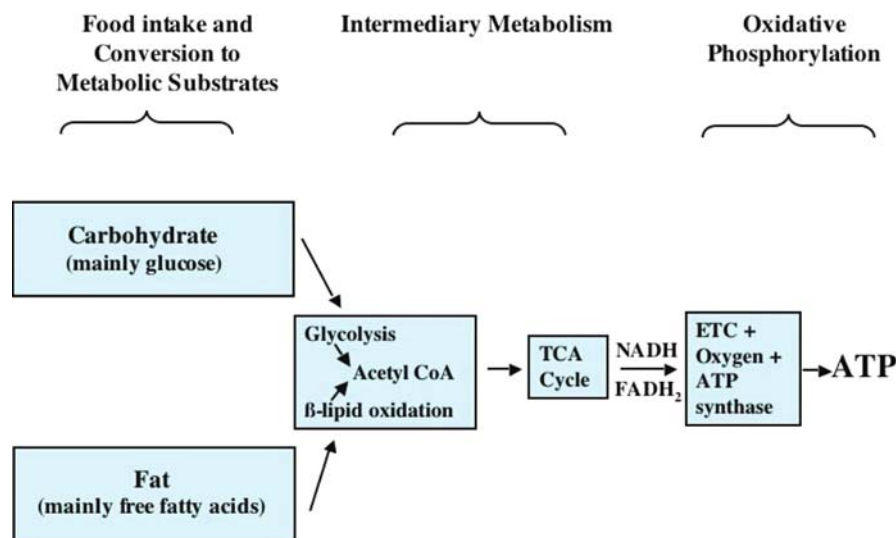 Food intake and
Conversion to
Metabolic Substrates
Intermediary Metabolism
Oxidative
Phosphorylation
Carbohydrate
(mainly glucose)
Glycolysis
Acetyl CoA
ß-lipid oxidation
TCA
Cycle
NADH
FADH₂
ETC +
Oxygen +
ATP
synthase
ATP
Fat
(mainly free fatty acids)